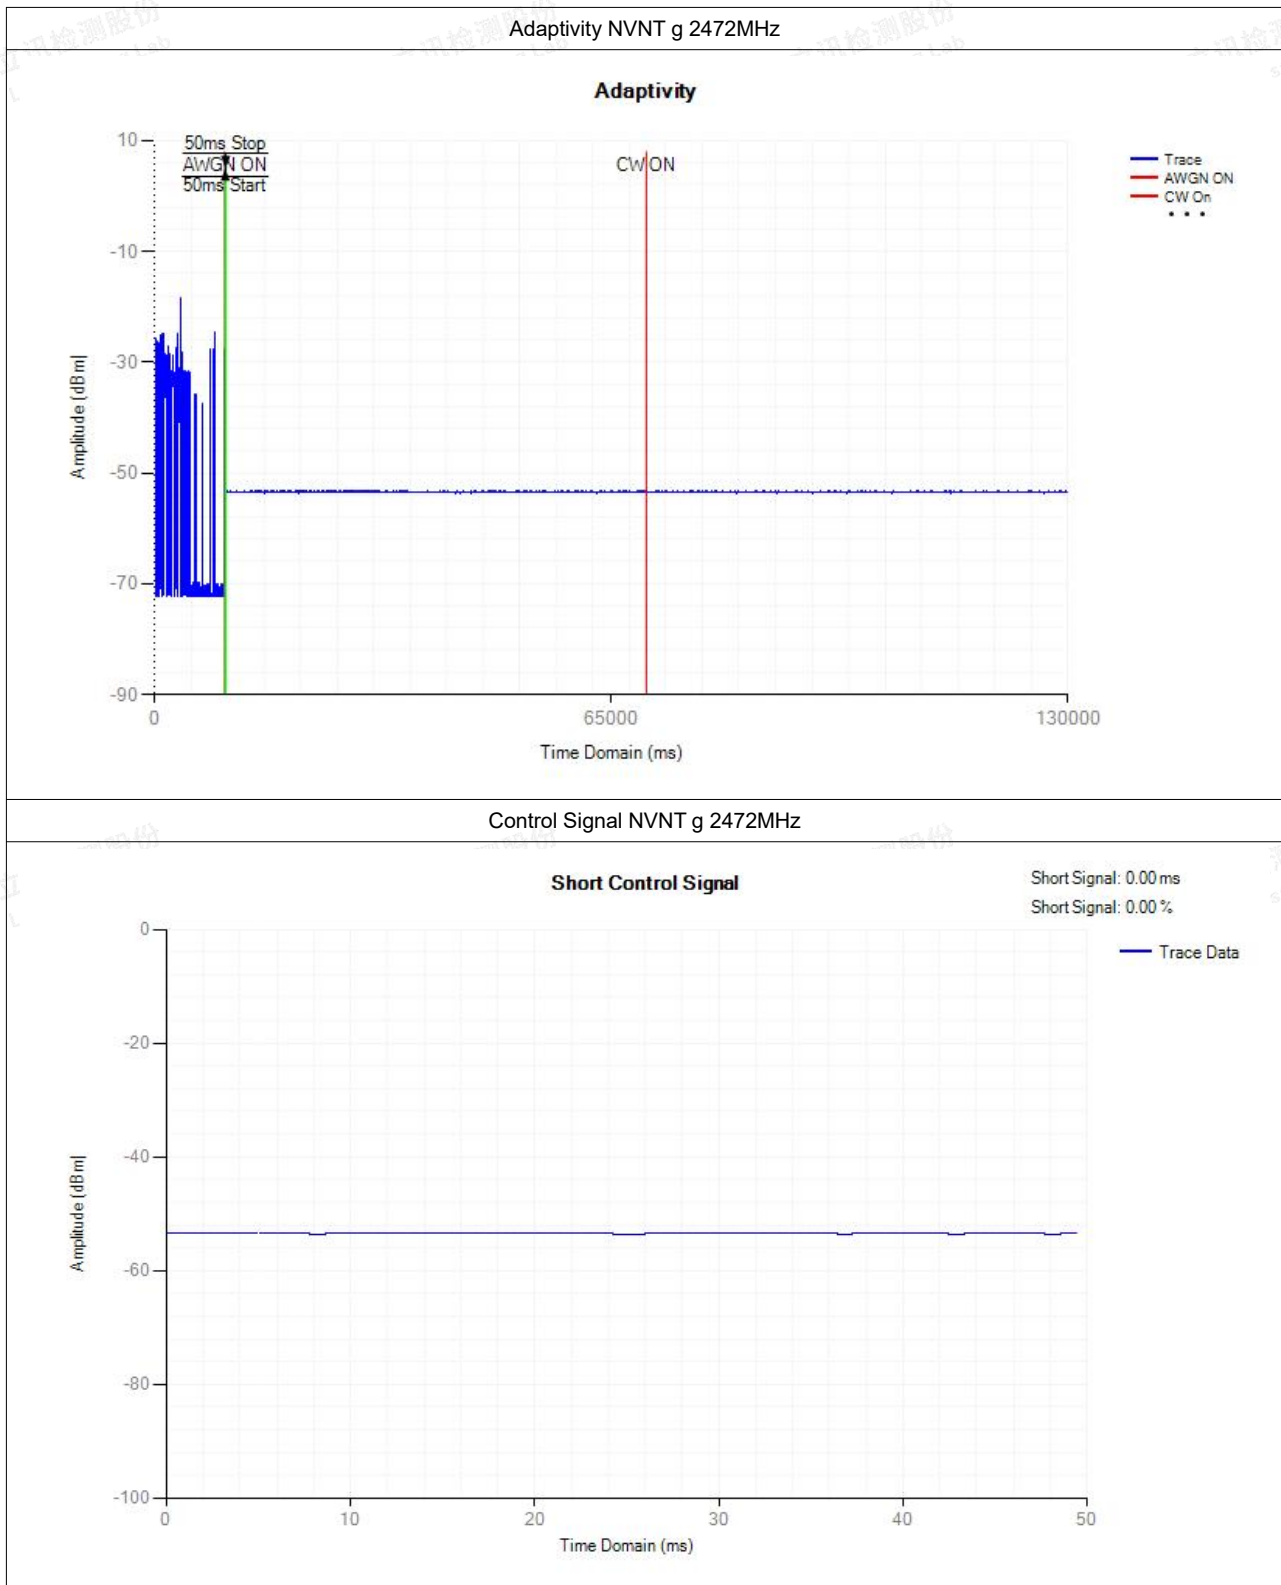 Adaptivity NVNT g 2472MHz
Adaptivity
50ms Stop
AWGN ON
50ms Start
CW ON
Trace
AWGN ON
CW On
• • •
10
-10
-30
-50
-70
-90
Amplitude (dBm)
0 65000 130000
Time Domain (ms)
Control Signal NVNT g 2472MHz
Short Control Signal
Short Signal: 0.00 ms
Short Signal: 0.00 %
Trace Data
0
-20
-40
-60
-80
-100
Amplitude (dBm)
0 10 20 30 40 50
Time Domain (ms)